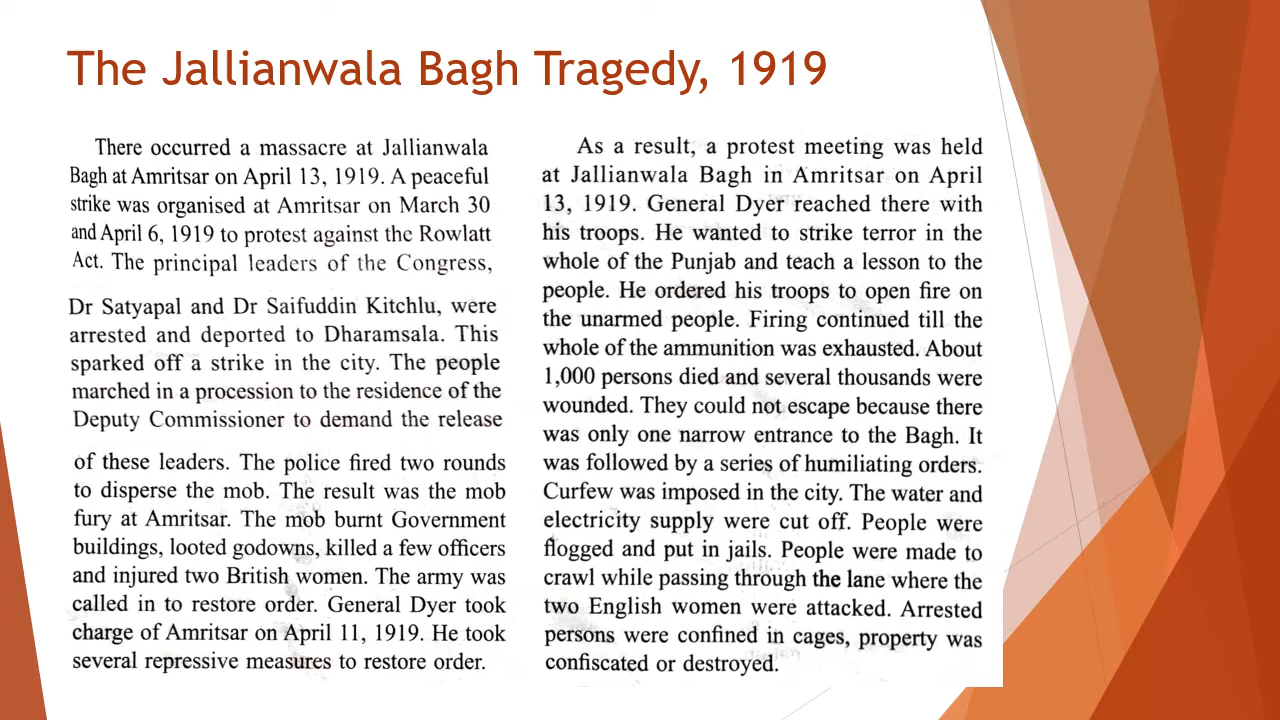 The Jallianwala Bagh Tragedy, 1919
There occurred a massacre at Jallianwala
Bagh at Amritsar on April 13, 1919. A peaceful
strike was organised at Amritsar on March 30
and April 6, 1919 to protest against the Rowlatt
Act. The principal leaders of the Congress,
Dr Satyapal and Dr Saifuddin Kitchlu, were
arrested and deported to Dharamsala. This
sparked off a strike in the city. The people
marched in a procession to the residence of the
Deputy Commissioner to demand the release
of these leaders. The police fired two rounds
to disperse the mob. The result was the mob
fury at Amritsar. The mob burnt Government
buildings, looted godowns, killed a few officers
and injured two British women. The army was
called in to restore order. General Dyer took
charge of Amritsar on April 11, 1919. He took
several repressive measures to restore order.
As a result, a protest meeting was held
at Jallianwala Bagh in Amritsar on April
13, 1919. General Dyer reached there with
his troops. He wanted to strike terror in the
whole of the Punjab and teach a lesson to the
people. He ordered his troops to open fire on
the unarmed people. Firing continued till the
whole of the ammunition was exhausted. About
1,000 persons died and several thousands were
wounded. They could not escape because there
was only one narrow entrance to the Bagh. It
was followed by a series of humiliating orders.
Curfew was imposed in the city. The water and
electricity supply were cut off. People were
flogged and put in jails. People were made to
crawl while passing through the lane where the
two English women were attacked. Arrested
persons were confined in cages, property was
confiscated or destroyed.